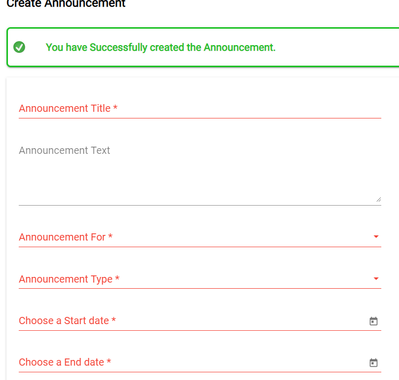 Create Announcement
You have Successfully created the Announcement.
Announcement Title *
Announcement Text
Announcement For *
Announcement Type *
Choose a Start date *
Choose a End date *